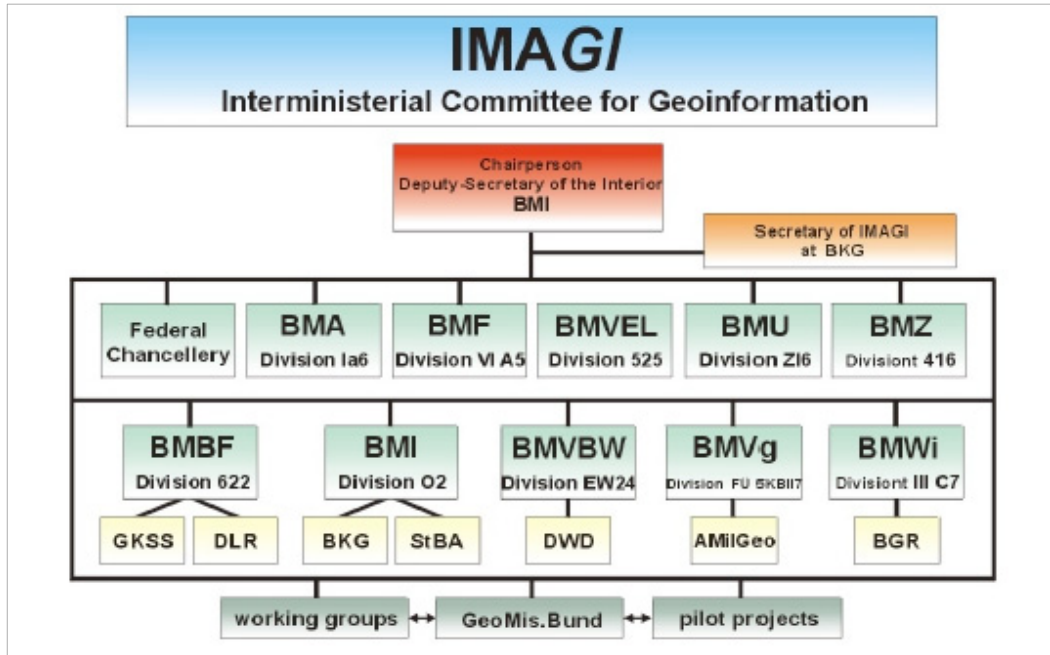 IMAGI
Interministerial Committee for Geoinformation
Chairperson
Deputy-Secretary of the Interior
BMI
Secretary of IMAGI
at BKG
Federal
Chancellery
BMA
Division Ia6
BMF
Division VI A5
BMVEL
Division 525
BMU
Division ZI6
BMZ
Divisiont 416
BMBF
Division 622
BMI
Division O2
BMVBW
Division EW24
BMVg
Division FU 5KBII7
BMWi
Divisiont III C7
GKSS
DLR
BKG
StBA
DWD
AMilGeo
BGR
working groups
GeoMis.Bund
pilot projects